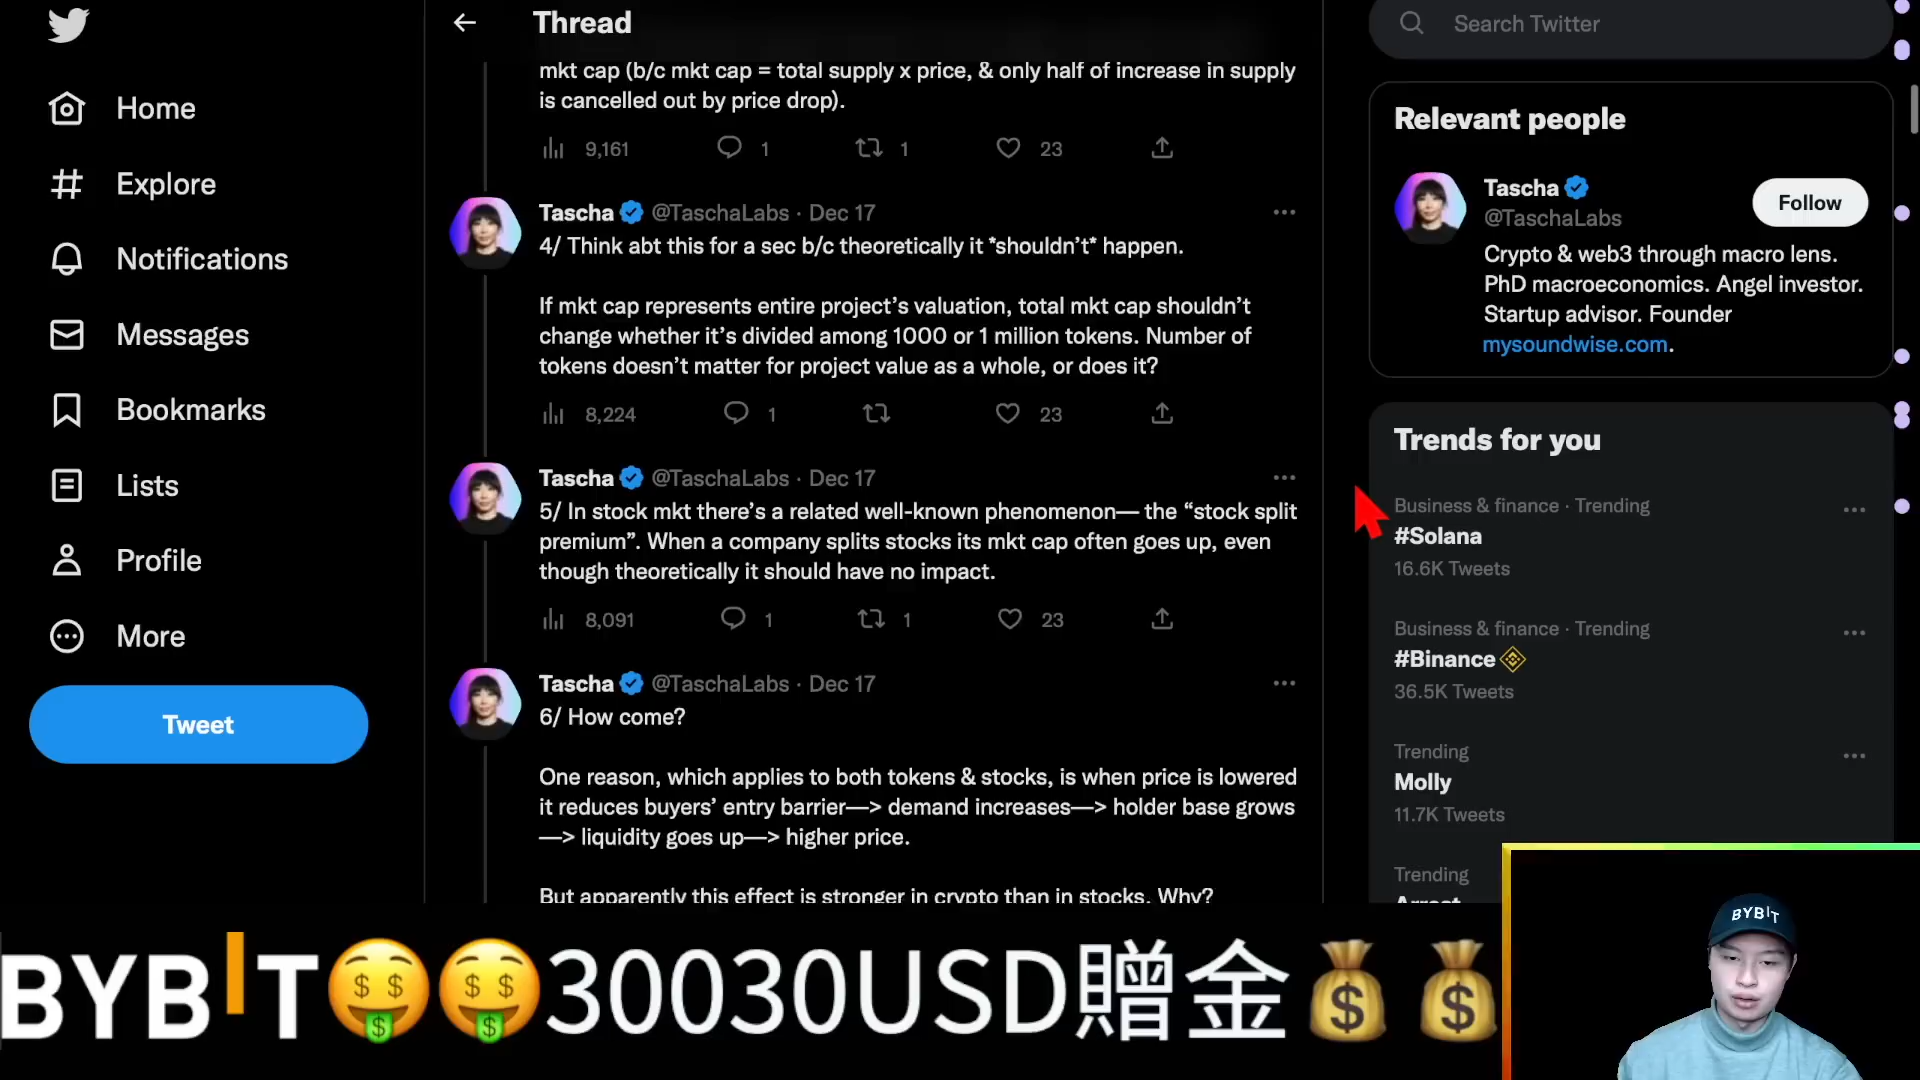 Home
Explore
Notifications
Messages
Bookmarks
Lists
Profile
More
Tweet
Thread
mkt cap (b/c mkt cap = total supply x price, & only half of increase in supply
is cancelled out by price drop).
9,161 1 1 23
Tascha @TaschaLabs · Dec 17
4/ Think abt this for a sec b/c theoretically it *shouldn’t* happen.
If mkt cap represents entire project’s valuation, total mkt cap shouldn’t
change whether it’s divided among 1000 or 1 million tokens. Number of
tokens doesn’t matter for project value as a whole, or does it?
8,224 1 23
Tascha @TaschaLabs · Dec 17
5/ In stock mkt there’s a related well-known phenomenon— the “stock split
premium”. When a company splits stocks its mkt cap often goes up, even
though theoretically it should have no impact.
8,091 1 1 23
Tascha @TaschaLabs · Dec 17
6/ How come?
One reason, which applies to both tokens & stocks, is when price is lowered
it reduces buyers’ entry barrier—> demand increases—> holder base grows
—> liquidity goes up—> higher price.
But apparently this effect is stronger in crypto than in stocks. Why?
Search Twitter
Relevant people
Tascha
@TaschaLabs
Follow
Crypto & web3 through macro lens.
PhD macroeconomics. Angel investor.
Startup advisor. Founder
mysoundwise.com.
Trends for you
Business & finance · Trending
#Solana
16.6K Tweets
Business & finance · Trending
#Binance
36.5K Tweets
Trending
Molly
11.7K Tweets
Trending
Arrest
BYBIT🤑🤑30030USD贈金💰💰
BYBIT